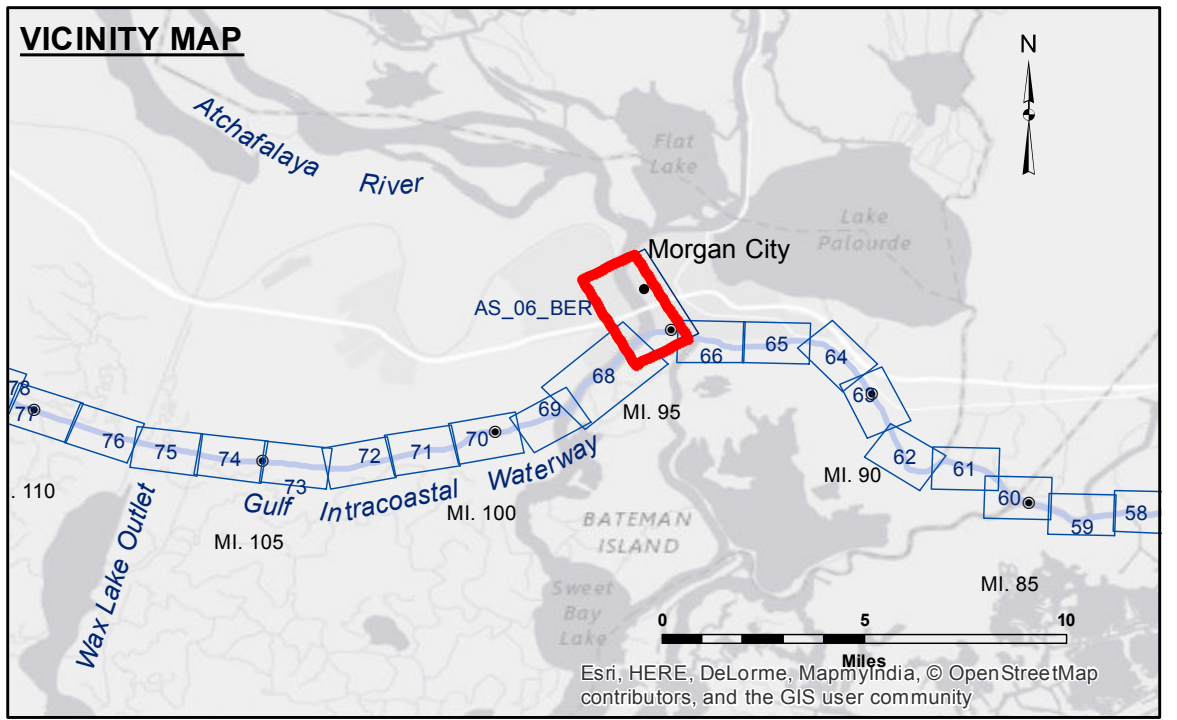 VICINITY MAP
N
Atchafalaya
River
Flat
Lake
Lake
Palourde
Morgan City
AS_06_BER
66
65
64
63
62
61
60
59
58
68
69
70
71
72
73
74
75
76
77
78
MI. 95
MI. 90
MI. 85
MI. 100
MI. 105
. 110
Gulf Intracoastal Waterway
Wax Lake Outlet
BATEMAN
ISLAND
Sweet
Bay
Lake
0 5 10
Miles
Esri, HERE, DeLorme, MapmyIndia, © OpenStreetMap
contributors, and the GIS user community